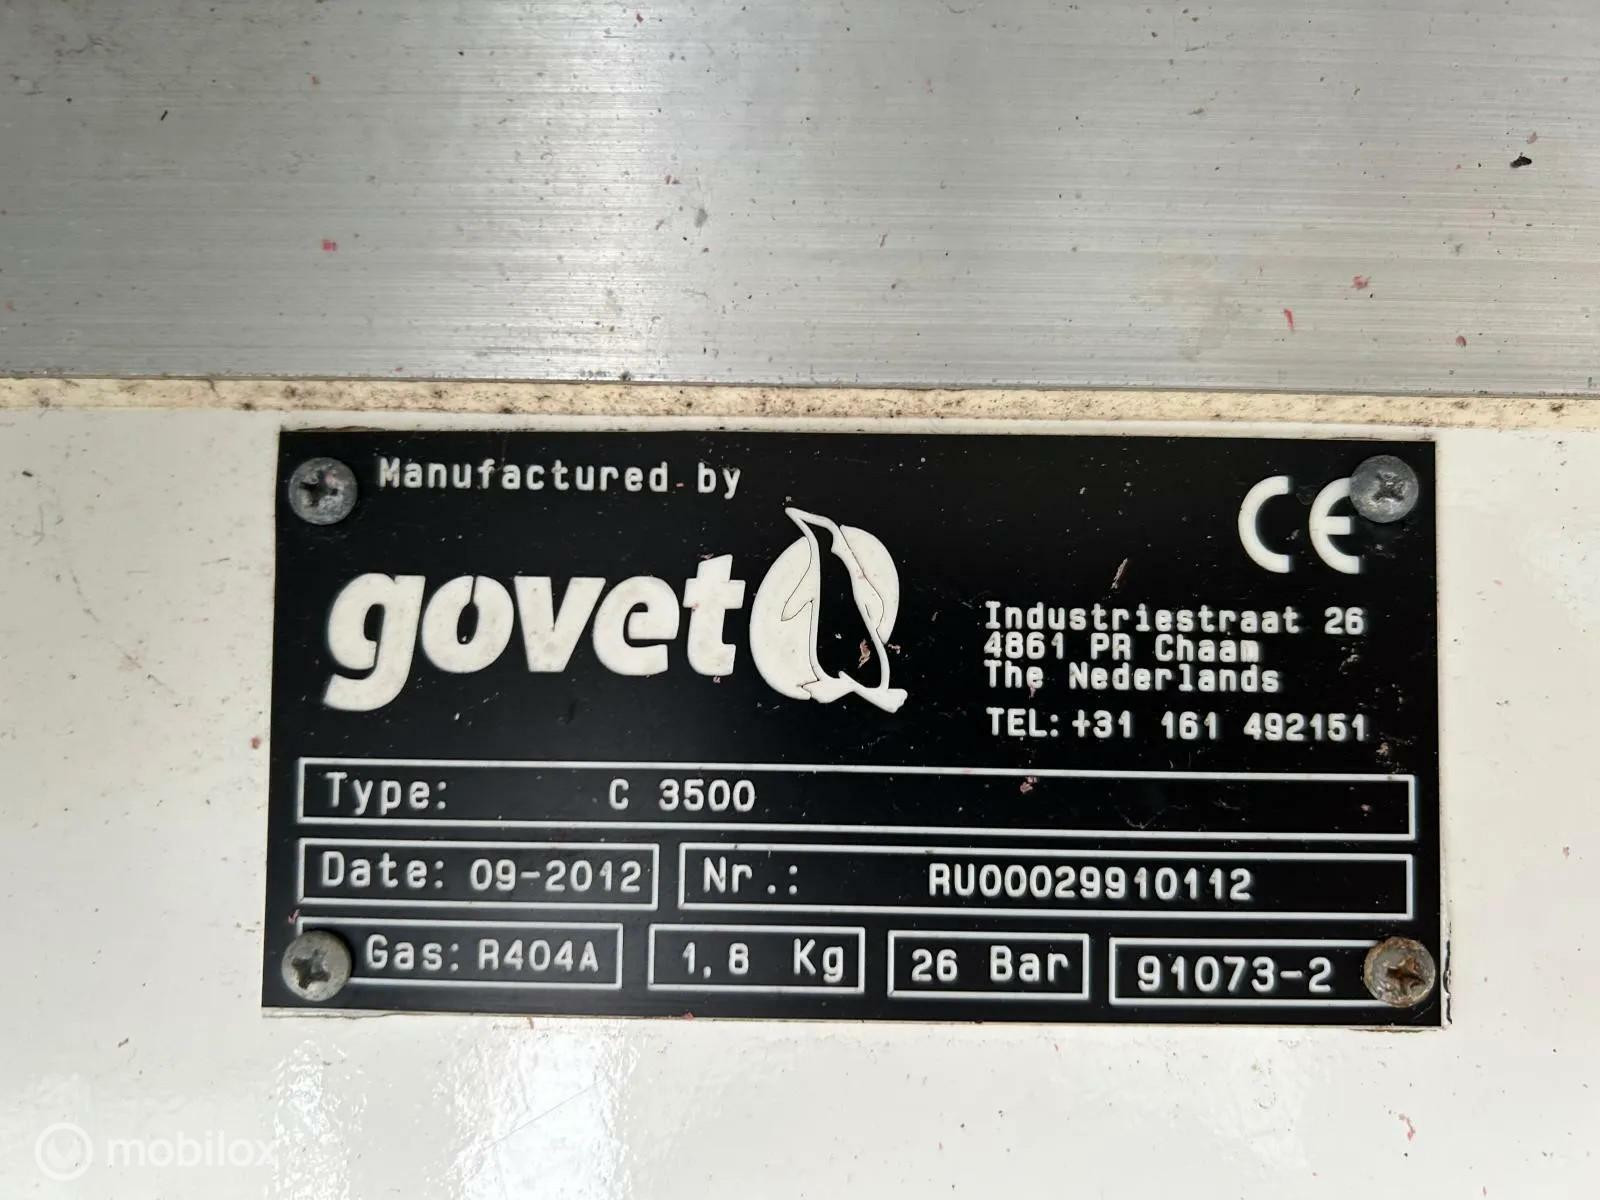 Manufactured by
govet
CE
Industriestraat 26
4861 PR Chaam
The Nederlands
TEL: +31 161 492151
Type: C 3500
Date: 09-2012
Nr.: RU00029910112
Gas: R404A
1,8 Kg
26 Bar
91073-2
mobilox